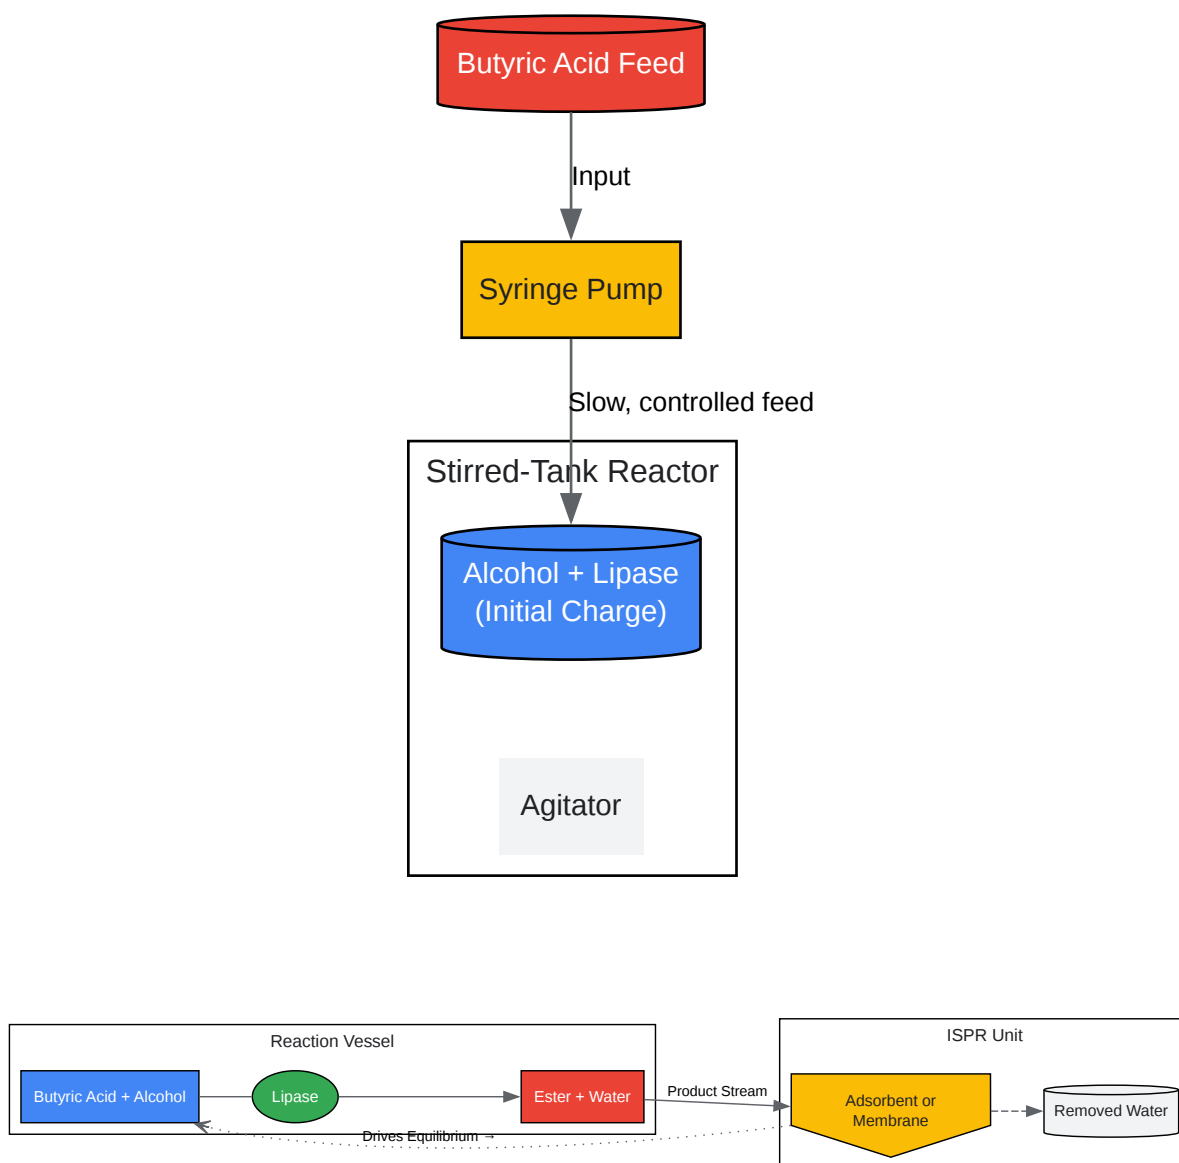 Butyric Acid Feed
Input
Syringe Pump
Slow, controlled feed
Stirred-Tank Reactor
Alcohol + Lipase
(Initial Charge)
Agitator
Reaction Vessel
Butyric Acid + Alcohol
Lipase
Ester + Water
Drives Equilibrium →
Product Stream
ISPR Unit
Adsorbent or
Membrane
Removed Water